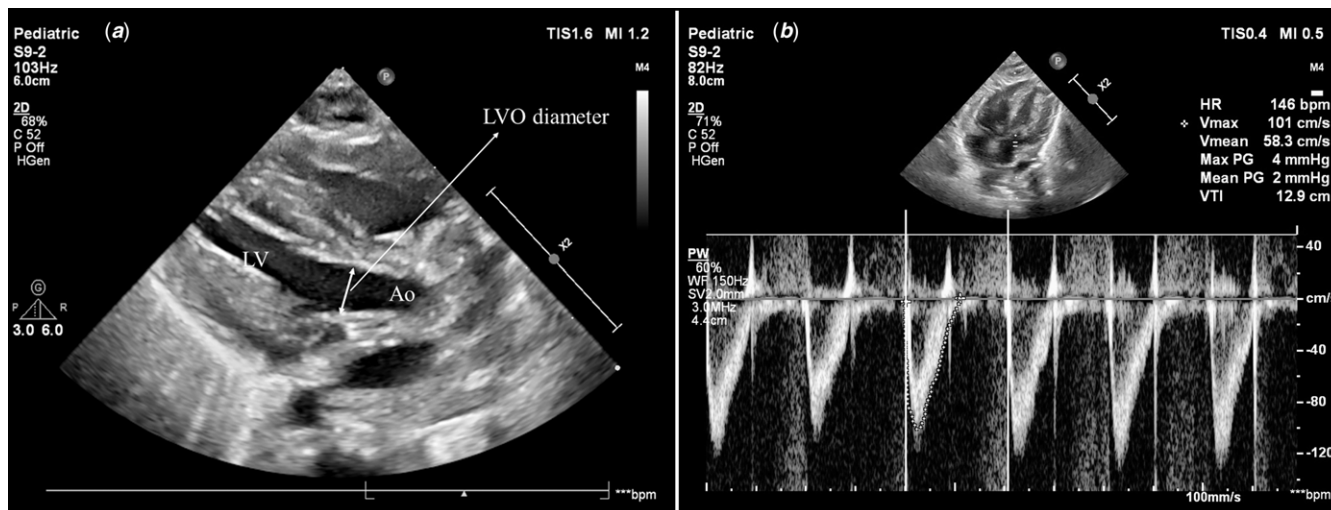 Pediatric (a) TIS1.6 MI 1.2
S9-2
103Hz
6.0cm
M4
2D
68%
C 52
P Off
HGen
LVO diameter
X2
LV
Ao
G
P R
3.0 6.0
P
***bpm
Pediatric (b) TIS0.4 MI 0.5
S9-2
82Hz
8.0cm
M4
P
X2
2D
71%
C 52
P Off
HGen
HR 146 bpm
Vmax 101 cm/s
Vmean 58.3 cm/s
Max PG 4 mmHg
Mean PG 2 mmHg
VTI 12.9 cm
PW
60%
WF 150Hz
SV2.0mm
3.0MHz
4.4cm
40
cm/s
-40
-80
-120
100mm/s
***bpm